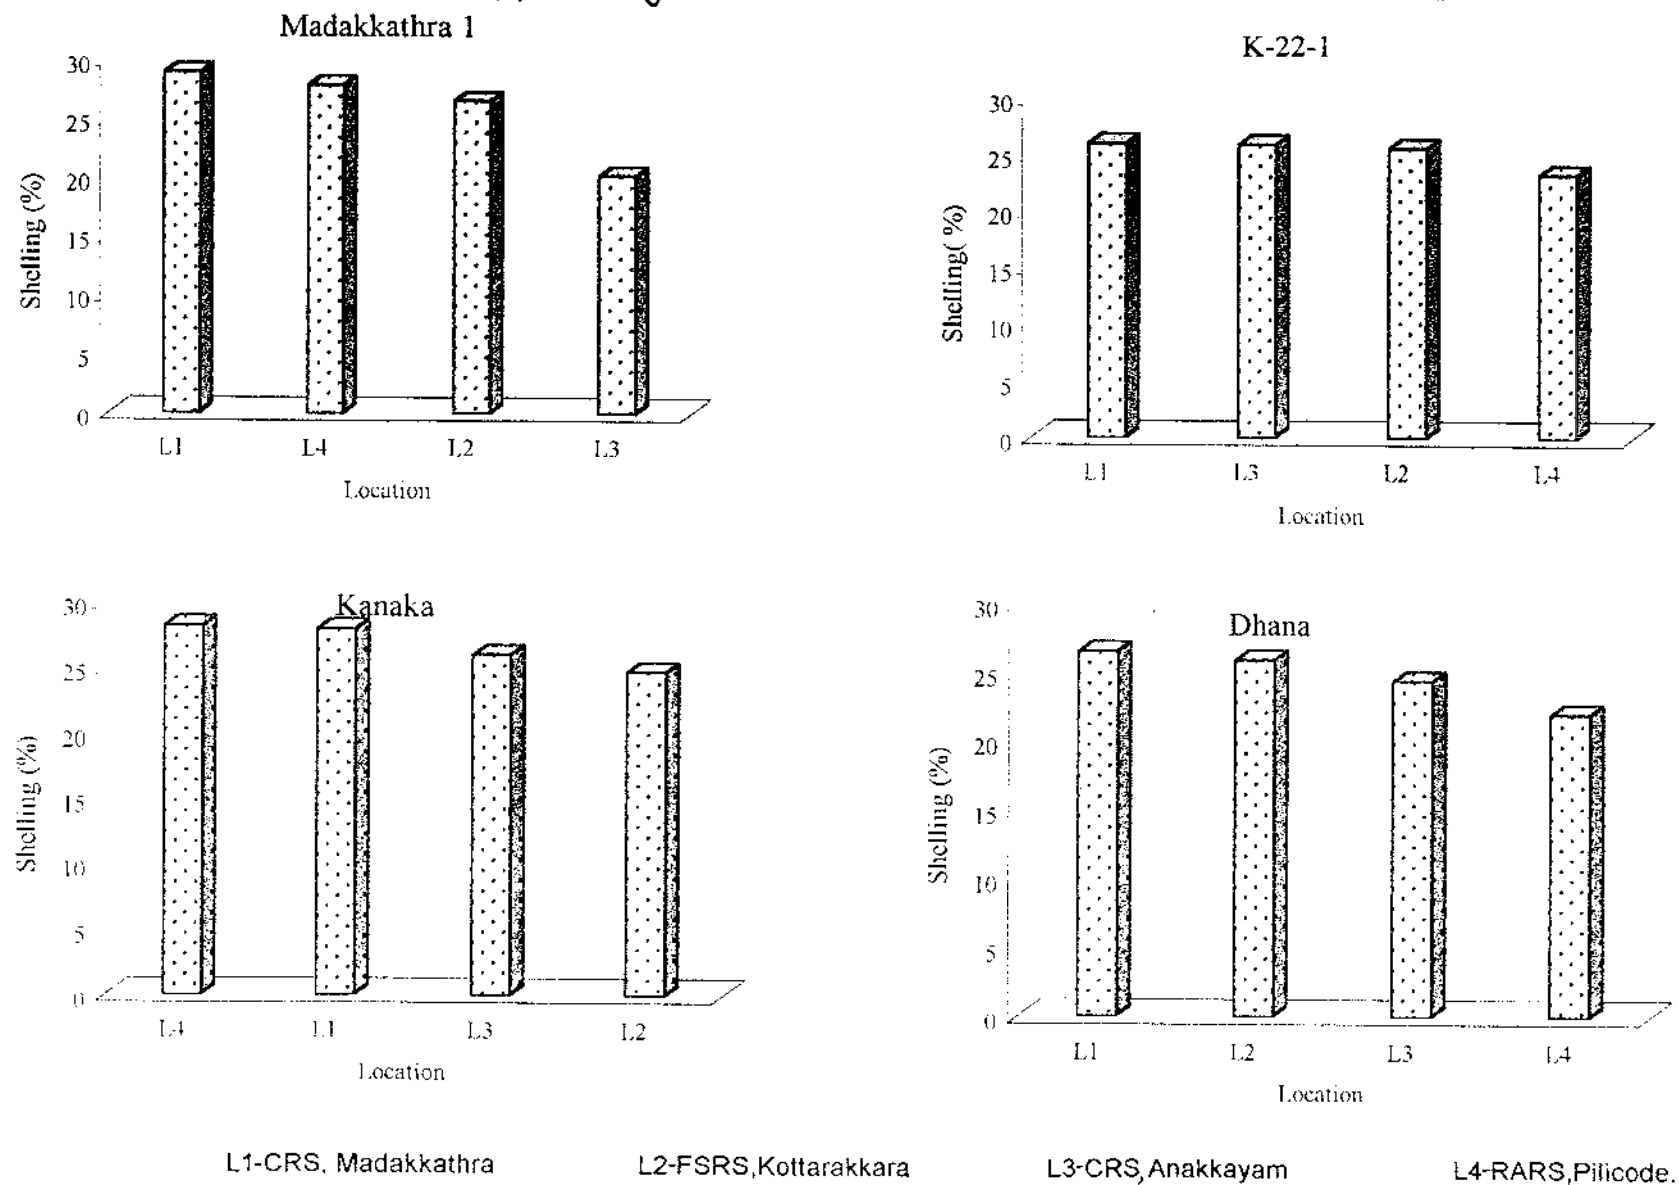 Madakkathra 1
30
25
20
15
10
5
0
Shelling (%)
L1 L4 L2 L3
Location
K-22-1
30
25
20
15
10
5
0
Shelling( %)
L1 L3 L2 L4
Location
Kanaka
30
25
20
15
10
5
0
Shelling (%)
L4 L1 L3 L2
Location
Dhana
30
25
20
15
10
5
0
Shelling (%)
L1 L2 L3 L4
Location
L1-CRS, Madakkathra L2-FSRS,Kottarakkara L3-CRS,Anakkayam L4-RARS,Pilicode.